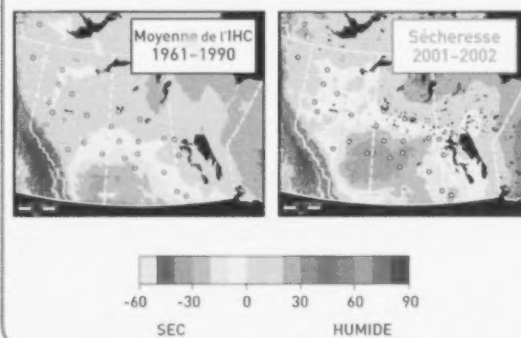 Moyenne de l'IHC
1961-1990
Sécheresse
2001-2002
-60 -30 0 30 60 90
SEC HUMIDE